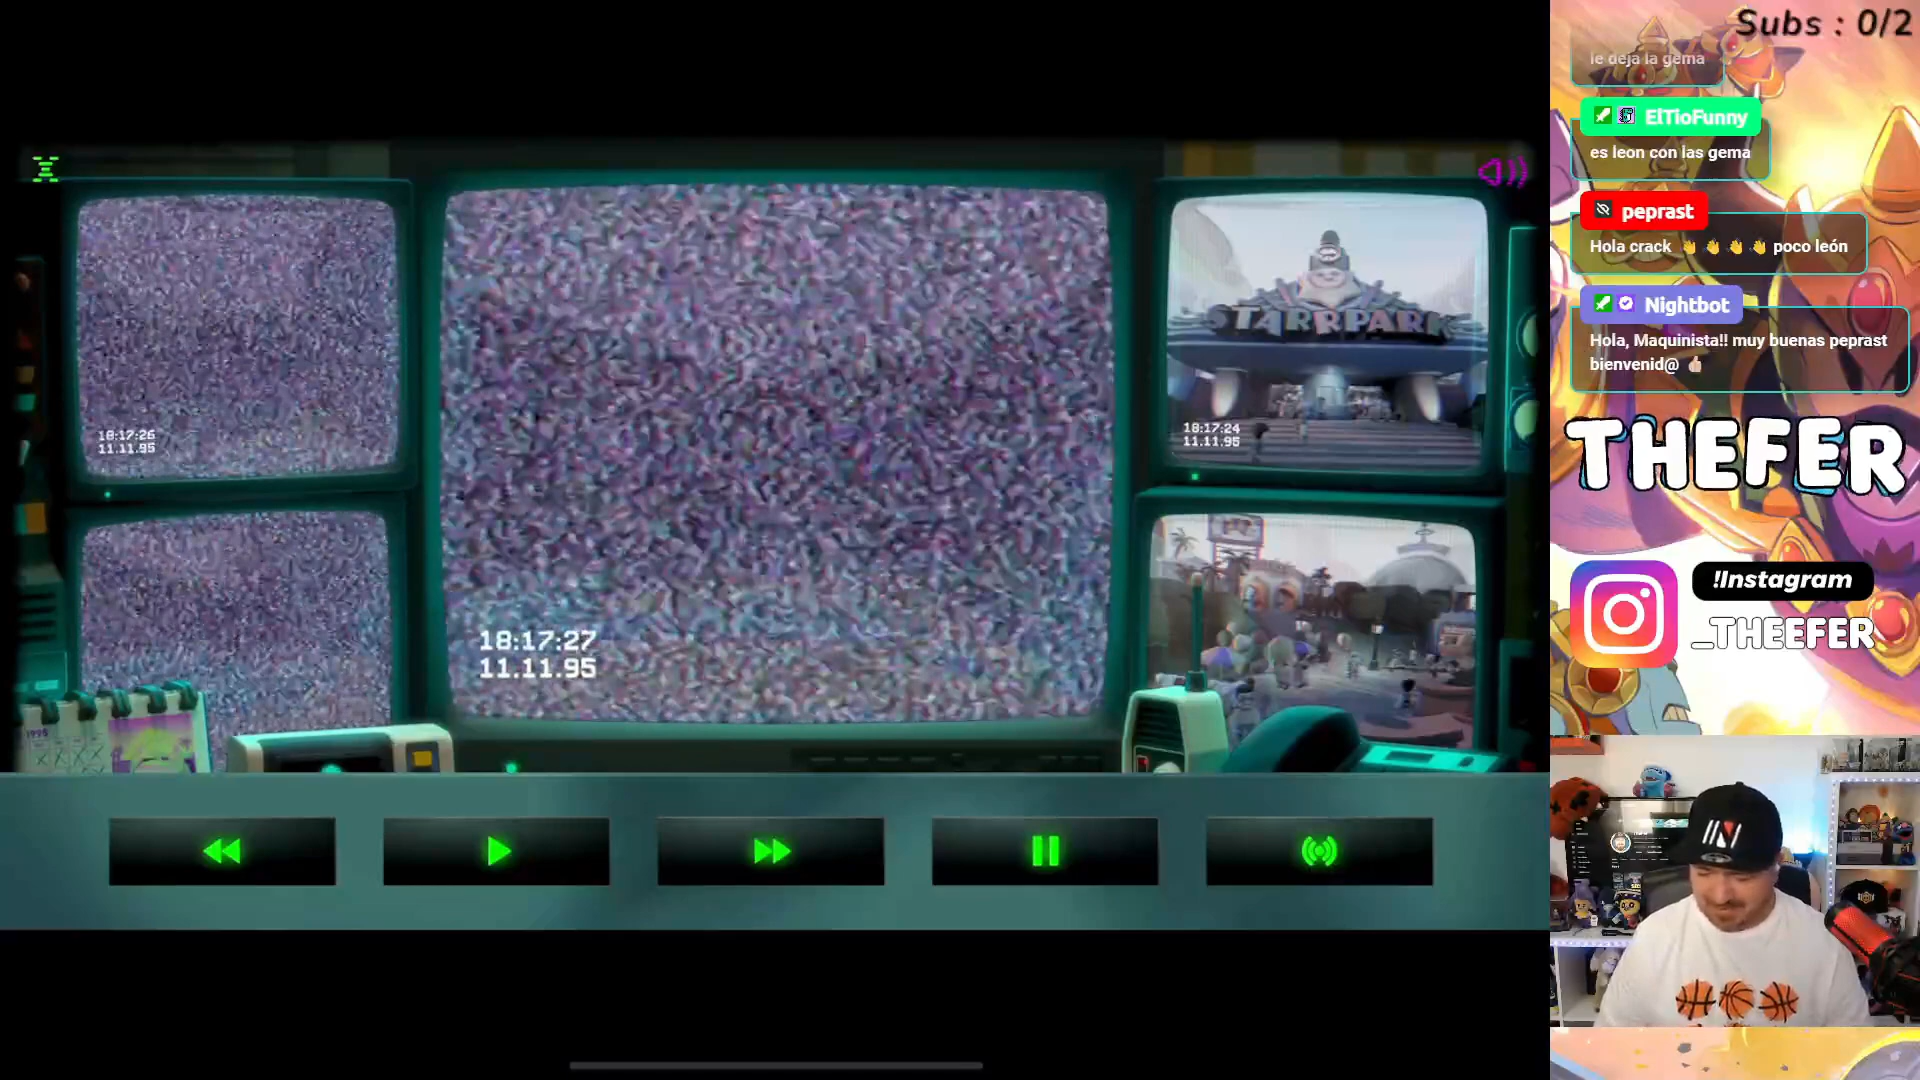 Subs : 0/2
le deja la gema
ElTioFunny
es leon con las gema
peprast
Hola crack 👏 👏 👏 👏 poco león
Nightbot
Hola, Maquinista!! muy buenas peprast
bienvenid@ 👍🏻
THEFER
!Instagram
_THEEFER
18:17:26
11.11.95
18:17:27
11.11.95
STARRPARK
18:17:24
11.11.95
1995